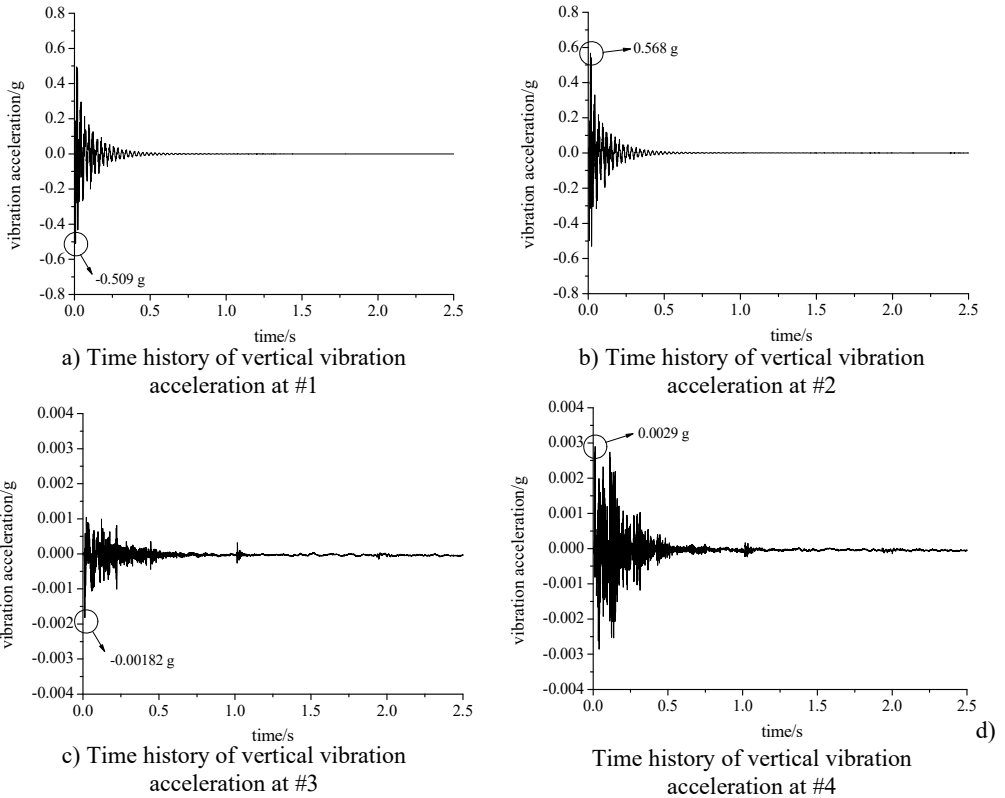 0.8
0.6
0.4
0.2
0.0
-0.2
-0.4
-0.6
-0.8
vibration acceleration/g
-0.509 g
0.0 0.5 1.0 1.5 2.0 2.5
time/s
a) Time history of vertical vibration
acceleration at #1
0.8
0.6
0.4
0.2
0.0
-0.2
-0.4
-0.6
-0.8
vibration acceleration/g
0.568 g
0.0 0.5 1.0 1.5 2.0 2.5
time/s
b) Time history of vertical vibration
acceleration at #2
0.004
0.003
0.002
0.001
0.000
-0.001
-0.002
-0.003
-0.004
vibration acceleration/g
-0.00182 g
0.0 0.5 1.0 1.5 2.0 2.5
time/s
c) Time history of vertical vibration
acceleration at #3
0.004
0.003
0.002
0.001
0.000
-0.001
-0.002
-0.003
-0.004
vibration acceleration/g
0.0029 g
0.0 0.5 1.0 1.5 2.0 2.5
time/s
d)
Time history of vertical vibration
acceleration at #4